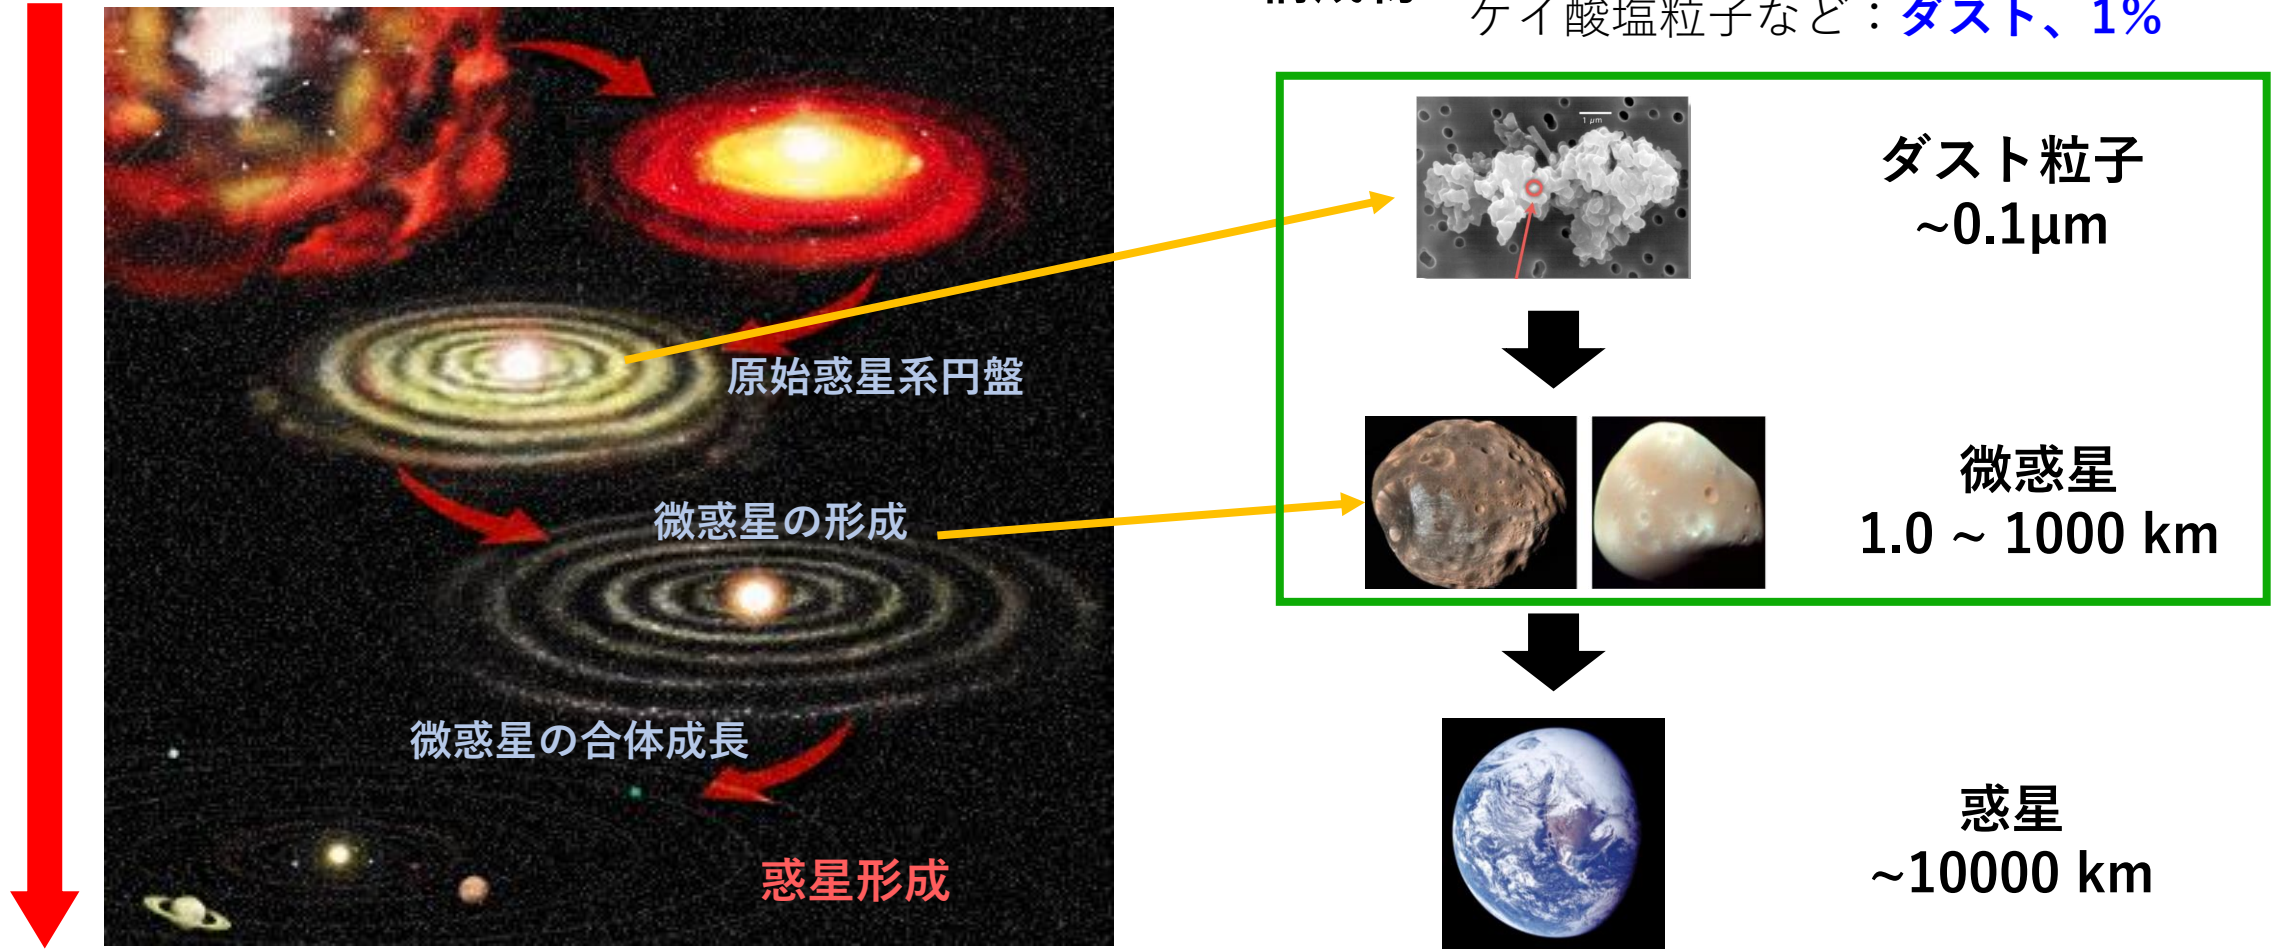 ケイ酸塩粒子など：ダスト、1%
1 μm
ダスト粒子
~0.1μm
原始惑星系円盤
微惑星の形成
微惑星
1.0 ~ 1000 km
微惑星の合体成長
惑星形成
惑星
~10000 km